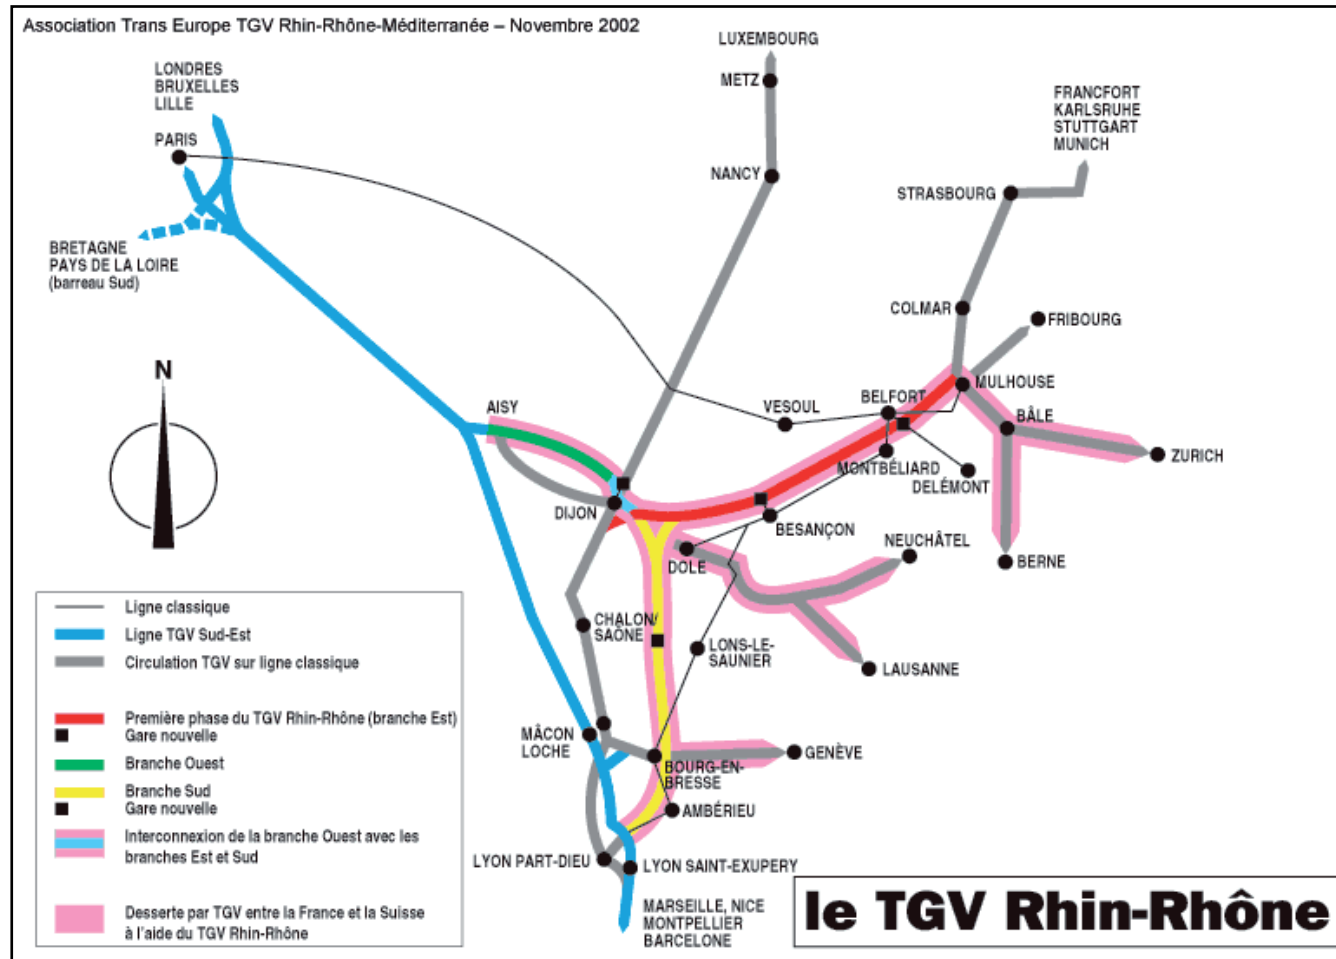 Association Trans Europe TGV Rhin-Rhône-Méditerranée – Novembre 2002
LUXEMBOURG
METZ
LONDRES
BRUXELLES
LILLE
FRANCFORT
KARLSRUHE
STUTTGART
MUNICH
PARIS
NANCY
STRASBOURG
BRETAGNE
PAYS DE LA LOIRE
(barreau Sud)
COLMAR
FRIBOURG
N
MULHOUSE
AISY
VESOUL
BELFORT
BÂLE
ZURICH
MONTBÉLIARD
DELÉMONT
DIJON
BESANÇON
NEUCHÂTEL
DOLE
BERNE
CHALON/
SAÔNE
LONS-LE-
SAUNIER
LAUSANNE
MÂCON
LOCHE
GENÈVE
BOURG-EN-
BRESSE
AMBÉRIEU
LYON PART-DIEU
LYON SAINT-EXUPERY
MARSEILLE, NICE
MONTPELLIER
BARCELONE
Ligne classique
Ligne TGV Sud-Est
Circulation TGV sur ligne classique
Première phase du TGV Rhin-Rhône (branche Est)
Gare nouvelle
Branche Ouest
Branche Sud
Gare nouvelle
Interconnexion de la branche Ouest avec les
branches Est et Sud
Desserte par TGV entre la France et la Suisse
à l'aide du TGV Rhin-Rhône
le TGV Rhin-Rhône